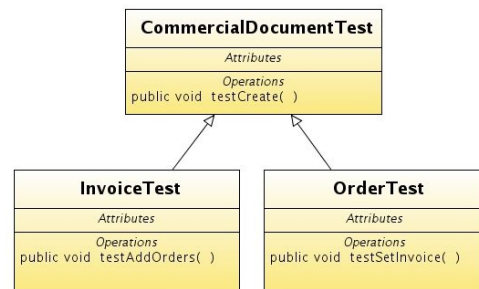 CommercialDocumentTest
Attributes
Operations
public void testCreate( )
InvoiceTest
Attributes
Operations
public void testAddOrders( )
OrderTest
Attributes
Operations
public void testSetInvoice( )